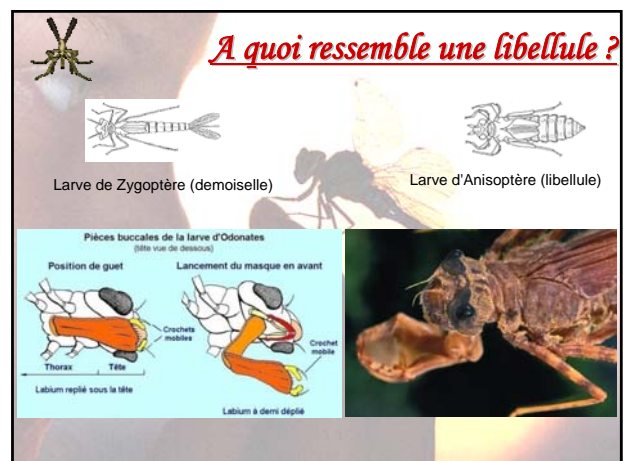 A quoi ressemble une libellule ?
Larve de Zygoptère (demoiselle)
Larve d'Anisoptère (libellule)
Pièces buccales de la larve d'Odonates
(tête vue de dessous)
Position de guet
Lancement du masque en avant
Crochets
mobiles
Crochet
mobile
Thorax
Tête
Labium replié sous la tête
Labium à demi déplié